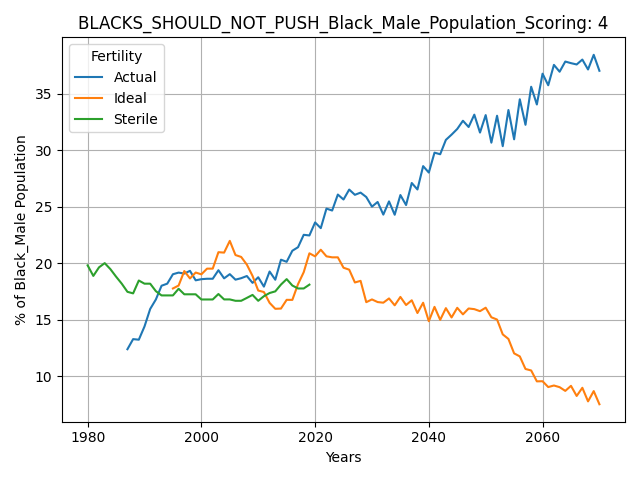 BLACKS_SHOULD_NOT_PUSH_Black_Male_Population_Scoring: 4
Fertility
Actual
Ideal
Sterile
% of Black_Male Population
35
30
25
20
15
10
1980
2000
2020
2040
2060
Years